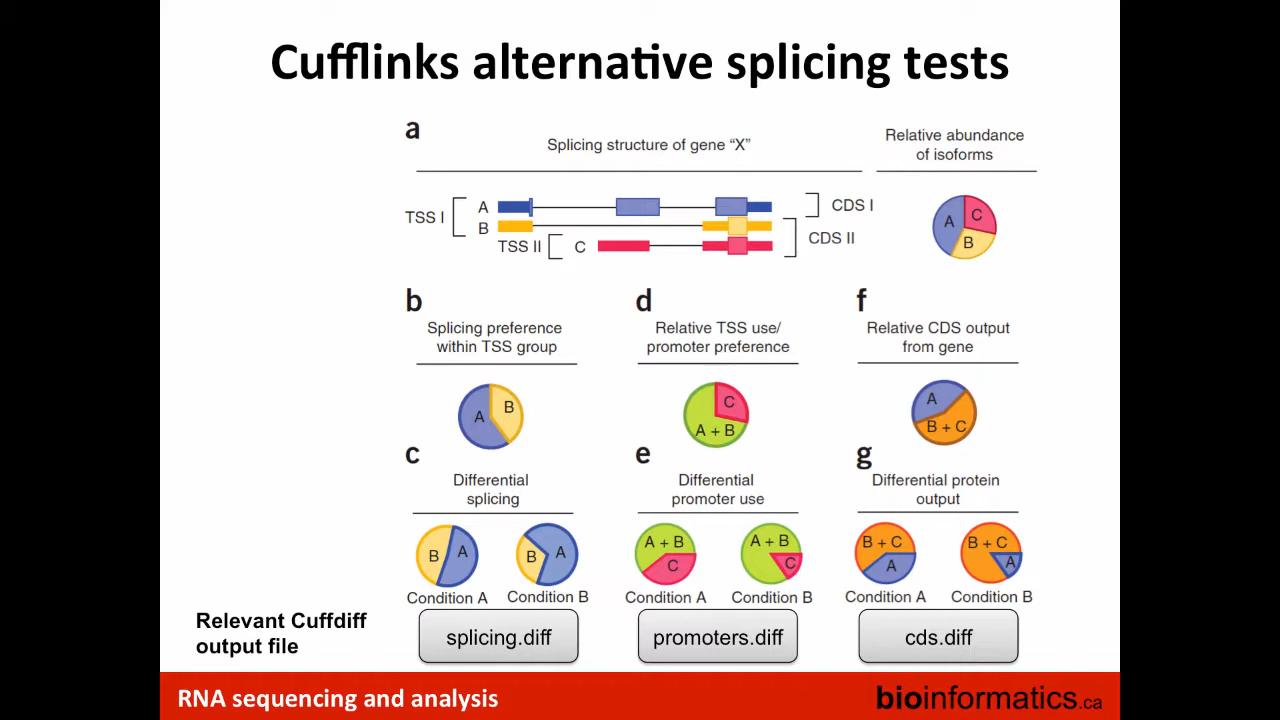 Cufflinks alternative splicing tests
a
Splicing structure of gene “X”
Relative abundance
of isoforms
TSS I
A
B
TSS II
C
CDS I
CDS II
A
C
B
b
Splicing preference
within TSS group
A
B
d
Relative TSS use/
promoter preference
C
A + B
f
Relative CDS output
from gene
A
B + C
c
Differential
splicing
B
A
B
A
Condition A
Condition B
e
Differential
promoter use
A + B
C
A + B
C
Condition A
Condition B
g
Differential protein
output
B + C
A
B + C
A
Condition A
Condition B
Relevant Cuffdiff
output file
splicing.diff
promoters.diff
cds.diff
RNA sequencing and analysis
bioinformatics.ca